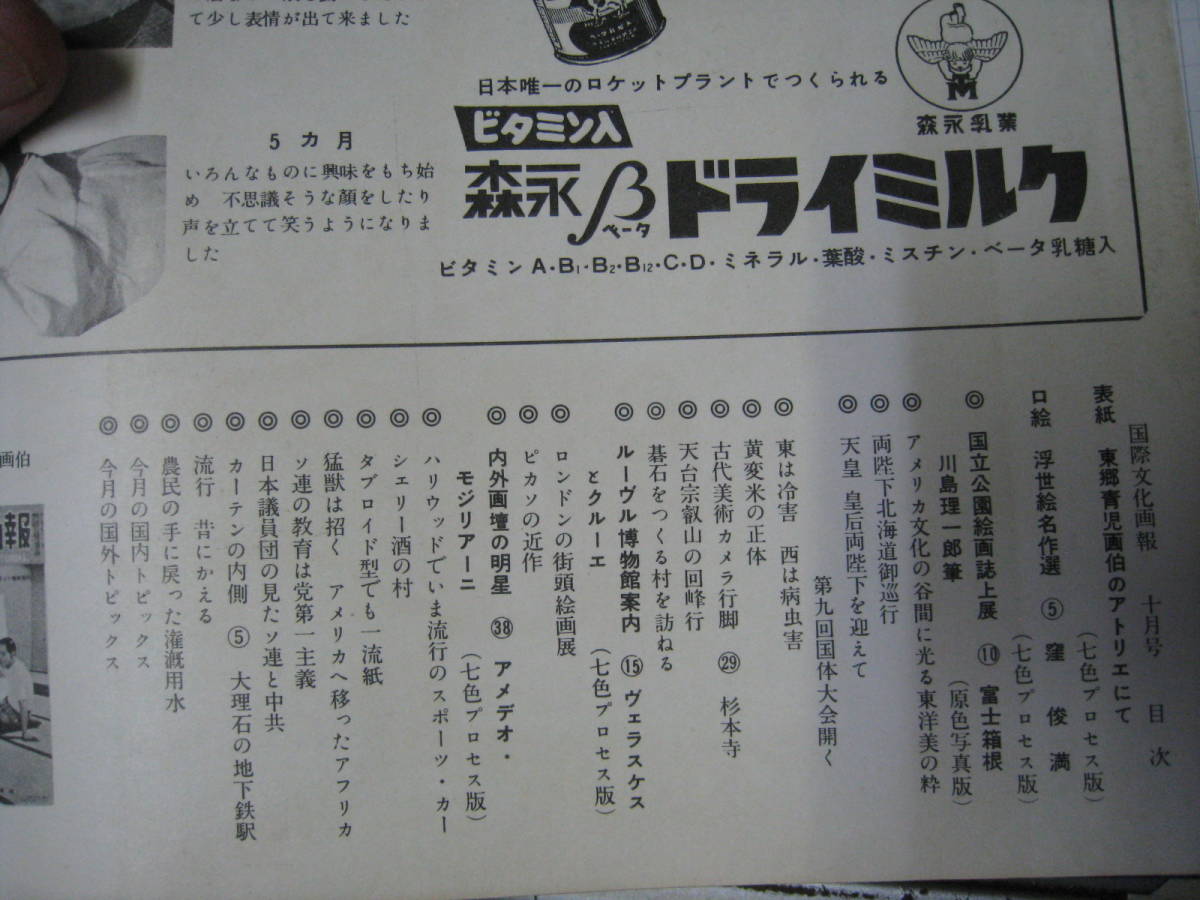 て少し表情が出て来ました
5カ月
いろんなものに興味をもち始
め　不思議そうな顔をしたり
声を立てて笑うようになりま
した
日本唯一のロケットプラントでつくられる
森永乳業
ビタミン入
森永β ドライミルク
ベータ
ビタミンA・B1・B2・B12・C・D・ミネラル・葉酸・ミスチン・ベータ乳糖入
国際文化画報　十月号　目次
表紙　東郷青児画伯のアトリエにて
（七色プロセス版）
口絵　浮世絵名作選　⑤　窪　俊　満
（七色プロセス版）
◎　国立公園絵画誌上展　⑩　富士箱根
川島理一郎筆　（原色写真版）
◎　アメリカ文化の谷間に光る東洋美の粋
◎　両陛下北海道御巡行
◎　天皇　皇后両陛下を迎えて
第九回国体大会開く
◎　東は冷害　西は病虫害
◎　黄変米の正体
◎　古代美術カメラ行脚　㉙　杉本寺
◎　天台宗叡山の回峰行
◎　碁石をつくる村を訪ねる
◎　ルーヴル博物館案内　⑮　ヴェラスケス
とクルーエ　（七色プロセス版）
◎　ロンドンの街頭絵画展
◎　ピカソの近作
◎　内外画壇の明星　㊳　アメデオ・
モジリアーニ　（七色プロセス版）
◎　ハリウッドでいま流行のスポーツ・カー
◎　シェリー酒の村
◎　タブロイド型でも一流紙
◎　猛獣は招く　アメリカへ移ったアフリカ
◎　ソ連の教育は党第一主義
◎　日本議員団の見たソ連と中共
◎　カーテンの内側　⑤　大理石の地下鉄駅
◎　流行　昔にかえる
◎　農民の手に戻った灌漑用水
◎　今月の国内トピックス
◎　今月の国外トピックス
画伯